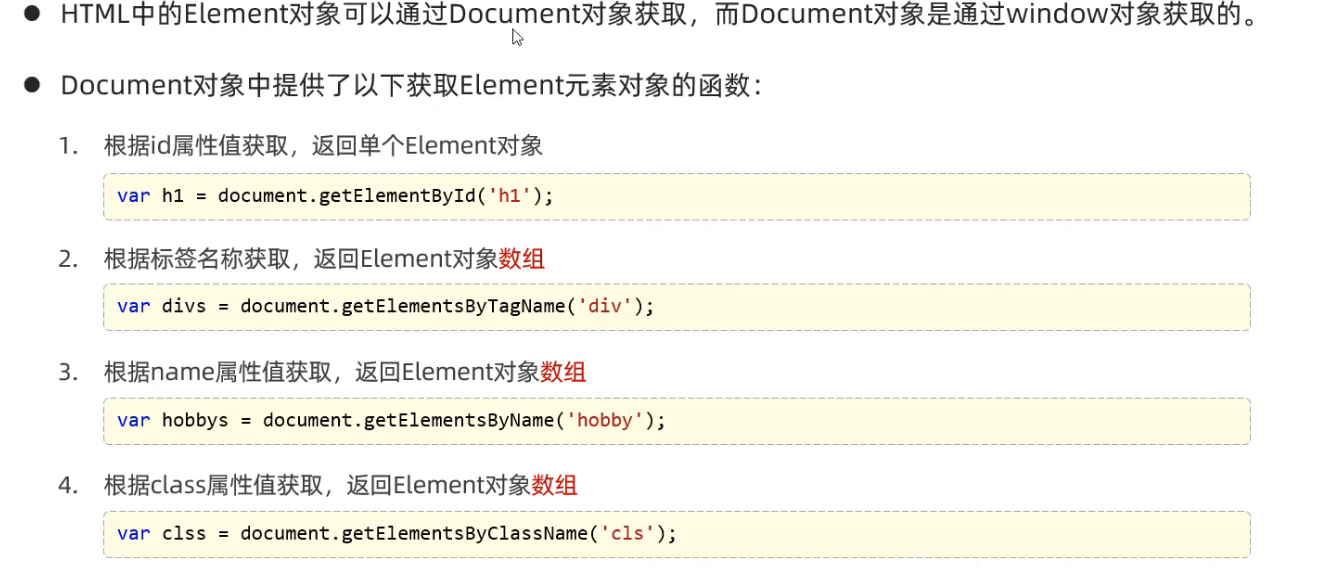 ● HTML中的Element对象可以通过Document对象获取，而Document对象是通过window对象获取的。
● Document对象中提供了以下获取Element元素对象的函数：
1. 根据id属性值获取，返回单个Element对象
var h1 = document.getElementById('h1');
2. 根据标签名称获取，返回Element对象数组
var divs = document.getElementsByTagName('div');
3. 根据name属性值获取，返回Element对象数组
var hobbys = document.getElementsByName('hobby');
4. 根据class属性值获取，返回Element对象数组
var clss = document.getElementsByClassName('cls');